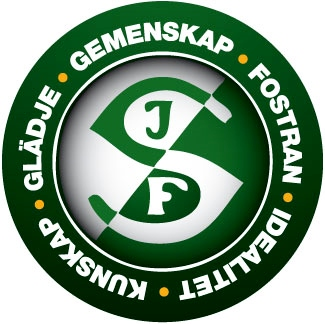 GLÄDJE • GEMENSKAP • FOSTRAN • IDEALITET • KUNSKAP •
S
J
F